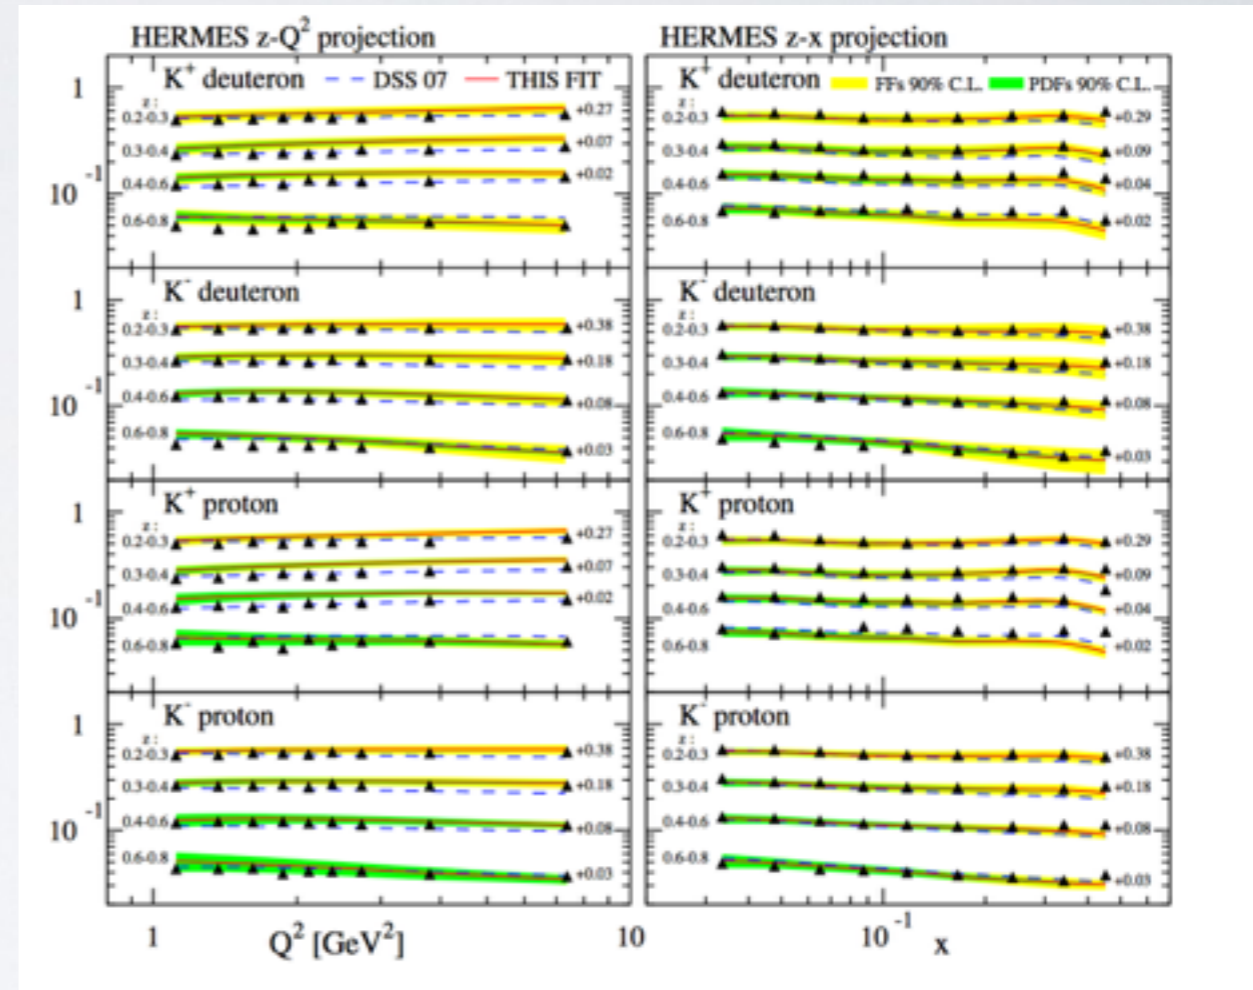 HERMES z-Q² projection
K⁺ deuteron DSS 07 THIS FIT
z:
0.2-0.3 +0.27
0.3-0.4 +0.07
0.4-0.6 +0.02
0.6-0.8
1
10 -1
K⁻ deuteron
z:
0.2-0.3 +0.38
0.3-0.4 +0.18
0.4-0.6 +0.08
0.6-0.8 +0.03
1
10 -1
K⁺ proton
z:
0.2-0.3 +0.27
0.3-0.4 +0.07
0.4-0.6 +0.02
0.6-0.8
1
10 -1
K⁻ proton
z:
0.2-0.3 +0.38
0.3-0.4 +0.18
0.4-0.6 +0.08
0.6-0.8 +0.03
1
10 -1
1 Q² [GeV²] 10
HERMES z-x projection
K⁺ deuteron FFs 90% C.L. PDFs 90% C.L.
z:
0.2-0.3 +0.29
0.3-0.4 +0.09
0.4-0.6 +0.04
0.6-0.8 +0.02
K⁻ deuteron
z:
0.2-0.3 +0.38
0.3-0.4 +0.18
0.4-0.6 +0.08
0.6-0.8 +0.03
K⁺ proton
z:
0.2-0.3 +0.29
0.3-0.4 +0.09
0.4-0.6 +0.04
0.6-0.8 +0.02
K⁻ proton
z:
0.2-0.3 +0.38
0.3-0.4 +0.18
0.4-0.6 +0.08
0.6-0.8 +0.03
10 -1 x